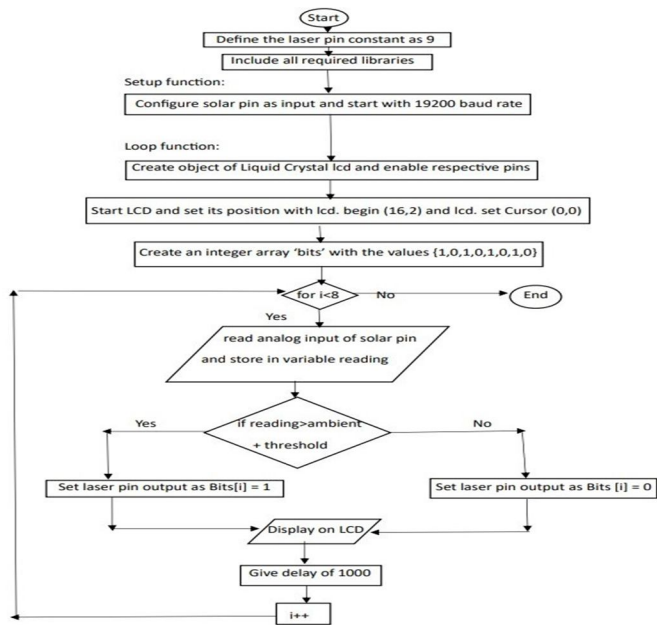 Start
Define the laser pin constant as 9
Include all required libraries
Setup function:
Configure solar pin as input and start with 19200 baud rate
Loop function:
Create object of Liquid Crystal lcd and enable respective pins
Start LCD and set its position with lcd. begin (16,2) and lcd. set Cursor (0,0)
Create an integer array ‘bits’ with the values {1,0,1,0,1,0,1,0}
for i<8
No
End
Yes
read analog input of solar pin
and store in variable reading
Yes
if reading>ambient
No
+ threshold
Set laser pin output as Bits[i] = 1
Set laser pin output as Bits [i] = 0
Display on LCD
Give delay of 1000
i++